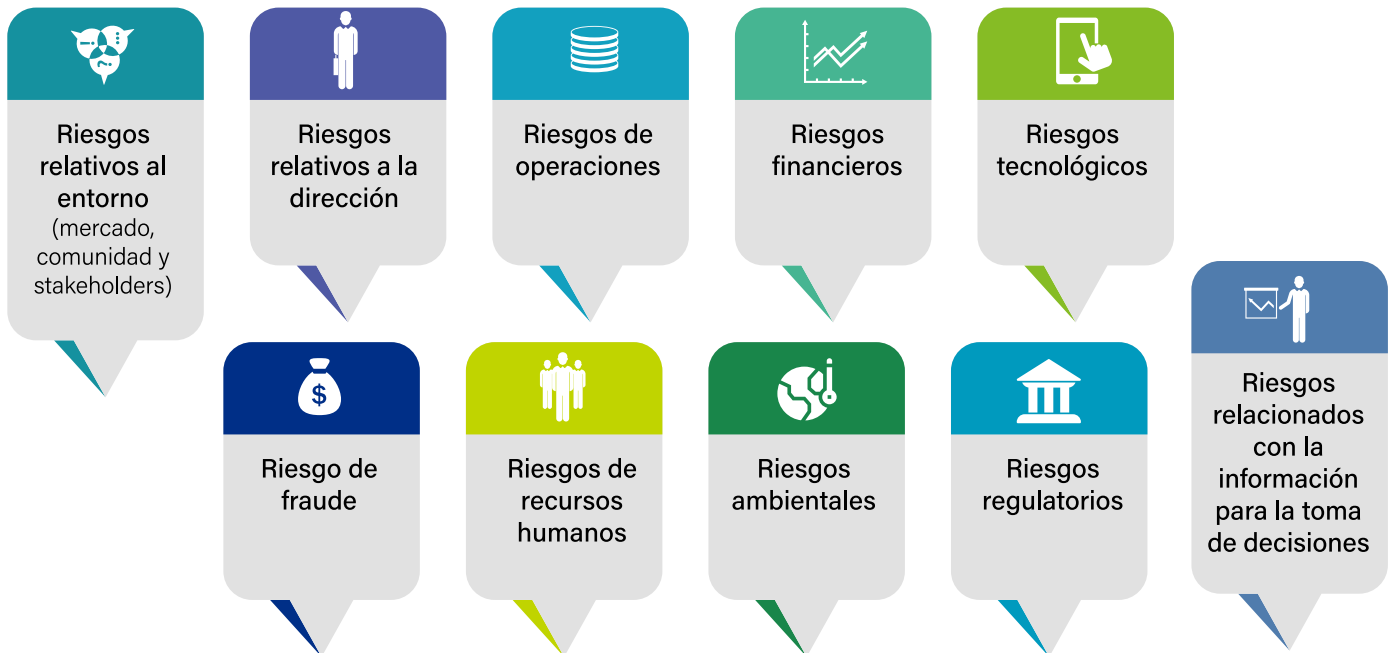 Riesgos
relativos al
entorno
(mercado,
comunidad y
stakeholders)
Riesgos
relativos a la
dirección
Riesgos de
operaciones
Riesgos
financieros
Riesgos
tecnológicos
$
Riesgo de
fraude
Riesgos de
recursos
humanos
Riesgos
ambientales
Riesgos
regulatorios
Riesgos
relacionados
con la
información
para la toma
de decisiones